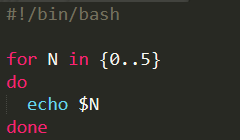 #!/bin/bash
for N in {0..5}
do
  echo $N
done